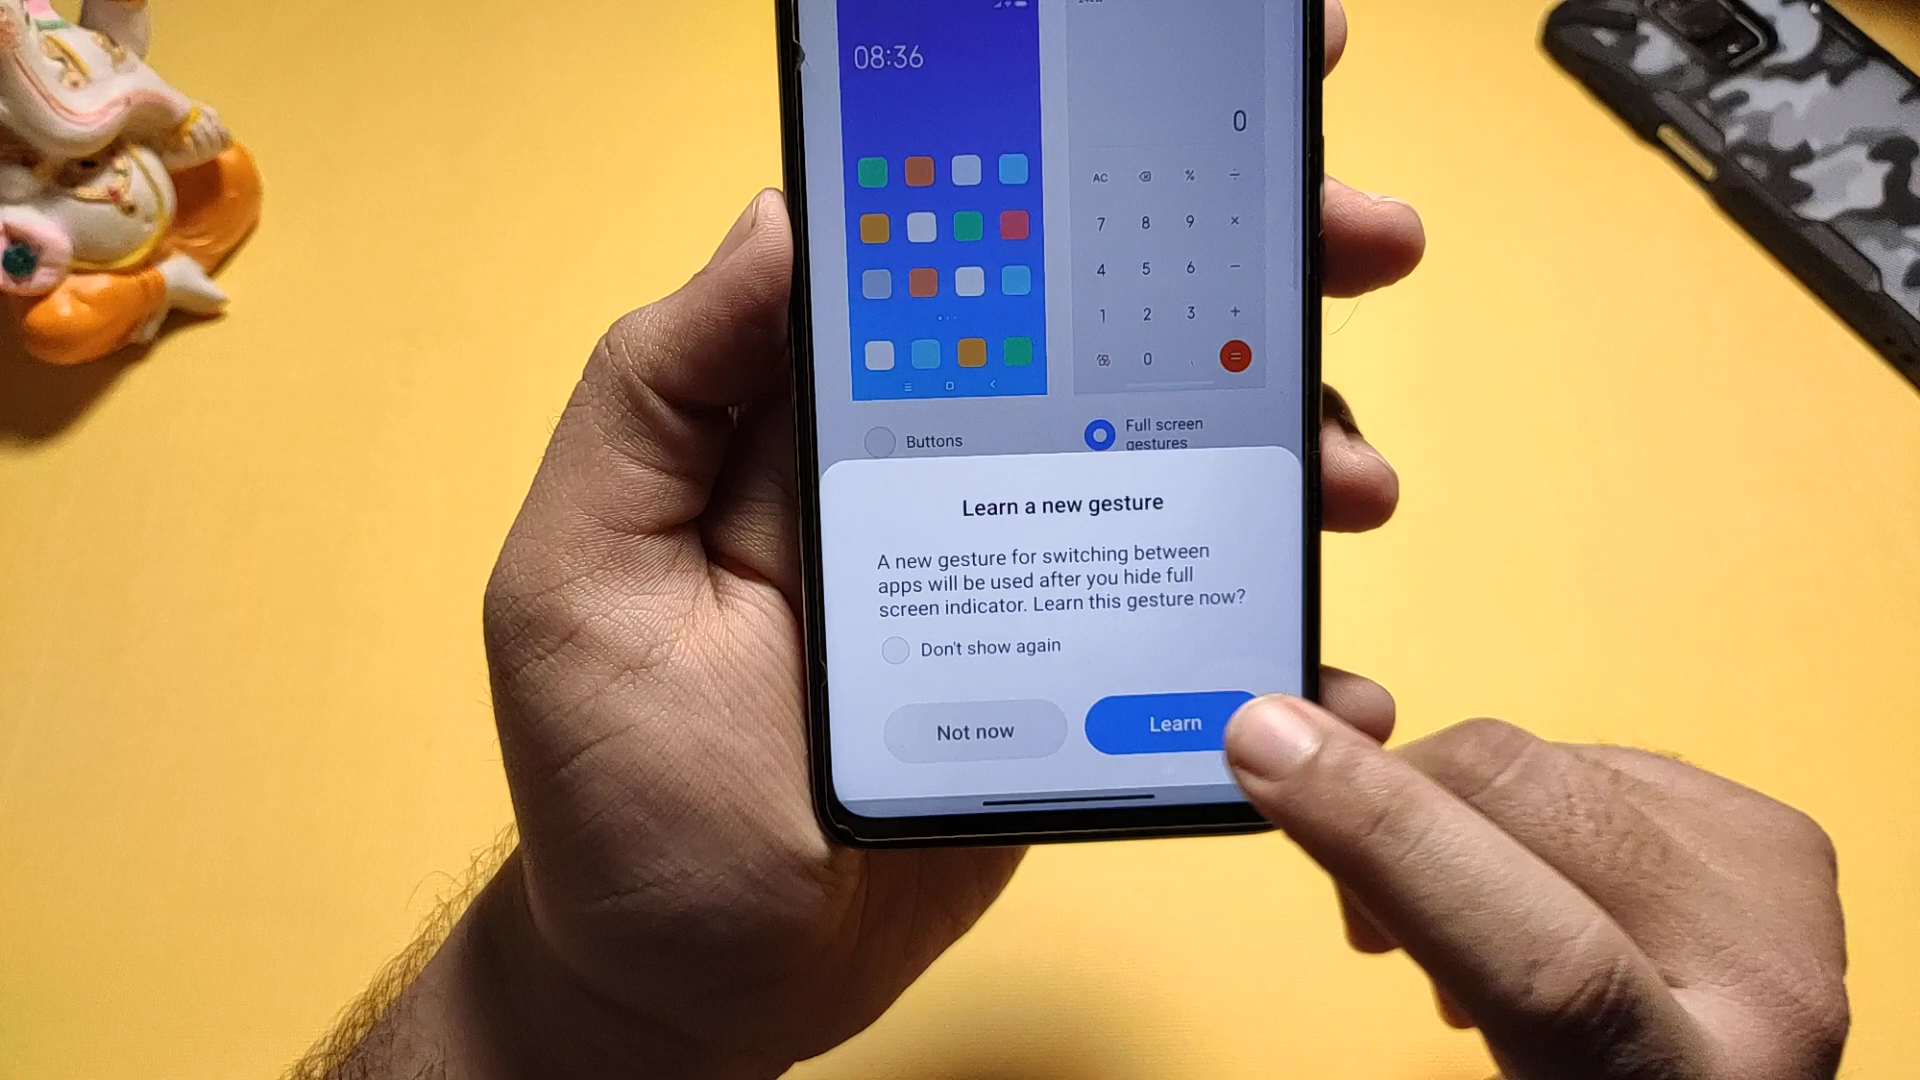 08:36
0
AC % ÷
7 8 9 ×
4 5 6 −
1 2 3 +
0 . =
Buttons
Full screen
gestures
Learn a new gesture
A new gesture for switching between
apps will be used after you hide full
screen indicator. Learn this gesture now?
Don't show again
Not now
Learn